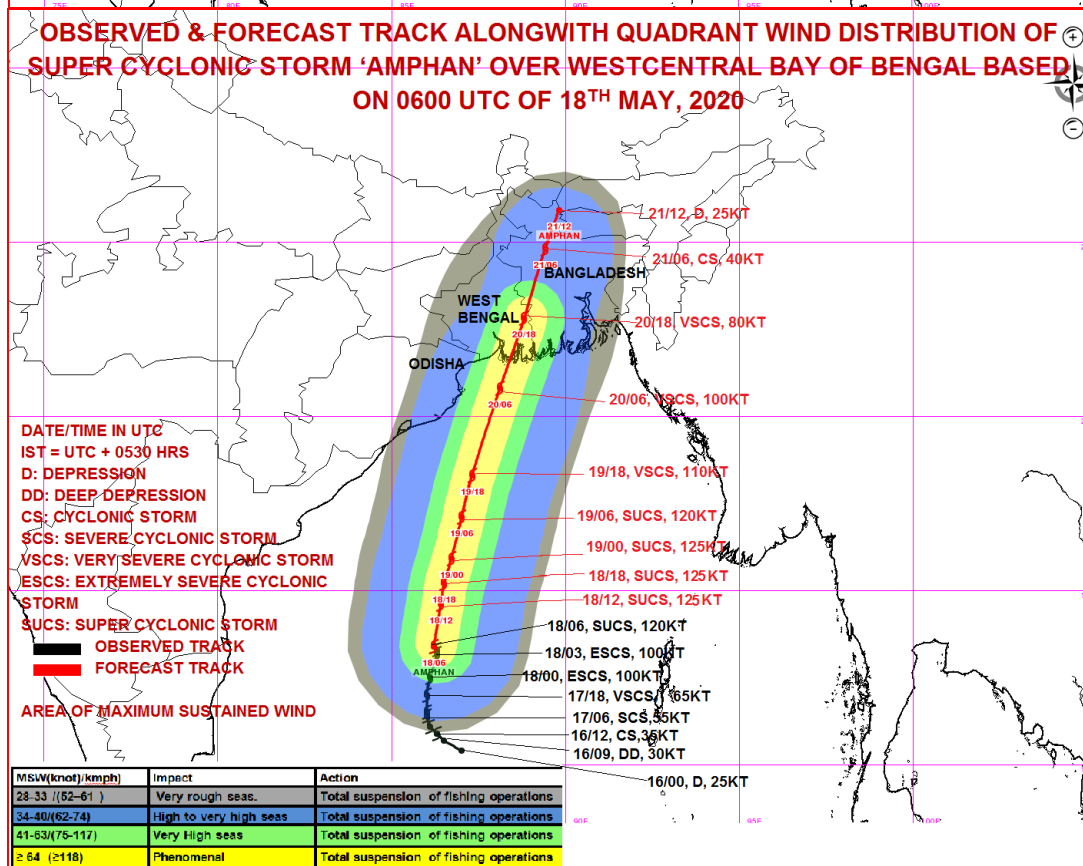 75E 80E 85E 90E 95E 100E
OBSERVED & FORECAST TRACK ALONGWITH QUADRANT WIND DISTRIBUTION OF
SUPER CYCLONIC STORM ‘AMPHAN’ OVER WESTCENTRAL BAY OF BENGAL BASED
ON 0600 UTC OF 18TH MAY, 2020
21/12, D, 25KT
21/12
AMPHAN
21/06, CS, 40KT
21/06
BANGLADESH
WEST
BENGAL
20/18, VSCS, 80KT
20/18
ODISHA
20/06, VSCS, 100KT
20/06
19/18, VSCS, 110KT
19/18
19/06, SUCS, 120KT
19/06
19/00, SUCS, 125KT
19/00
18/18, SUCS, 125KT
18/18
18/12, SUCS, 125KT
18/12
18/06, SUCS, 120KT
18/03, ESCS, 100KT
18/06
AMPHAN
18/00, ESCS, 100KT
17/18, VSCS, 65KT
17/06, SCS, 55KT
16/12, CS, 35KT
16/09, DD, 30KT
16/00, D, 25KT
DATE/TIME IN UTC
IST = UTC + 0530 HRS
D: DEPRESSION
DD: DEEP DEPRESSION
CS: CYCLONIC STORM
SCS: SEVERE CYCLONIC STORM
VSCS: VERY SEVERE CYCLONIC STORM
ESCS: EXTREMELY SEVERE CYCLONIC
STORM
SUCS: SUPER CYCLONIC STORM
OBSERVED TRACK
FORECAST TRACK
AREA OF MAXIMUM SUSTAINED WIND
MSW(knot)/kmph) Impact Action
28-33 /(52–61 ) Very rough seas. Total suspension of fishing operations
34-40/(62-74) High to very high seas Total suspension of fishing operations
41-63/(75-117) Very High seas Total suspension of fishing operations
≥ 64 (≥118) Phenomenal Total suspension of fishing operations
90E 95E 100E